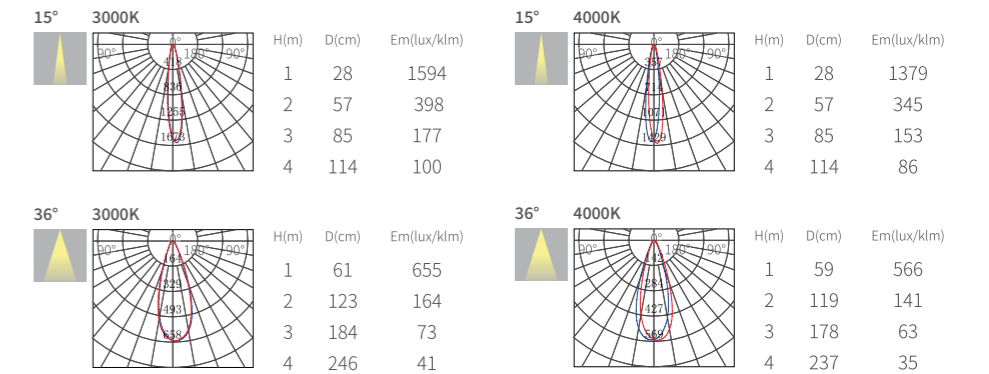 15° 3000K
H(m) D(cm) Em(lux/klm)
0°
90° 180° 90°
418
836
1255
1673
1 28 1594
2 57 398
3 85 177
4 114 100
15° 4000K
H(m) D(cm) Em(lux/klm)
0°
90° 180° 90°
357
714
1071
1429
1 28 1379
2 57 345
3 85 153
4 114 86
36° 3000K
H(m) D(cm) Em(lux/klm)
0°
90° 180° 90°
164
329
493
658
1 61 655
2 123 164
3 184 73
4 246 41
36° 4000K
H(m) D(cm) Em(lux/klm)
0°
90° 180° 90°
142
284
427
569
1 59 566
2 119 141
3 178 63
4 237 35